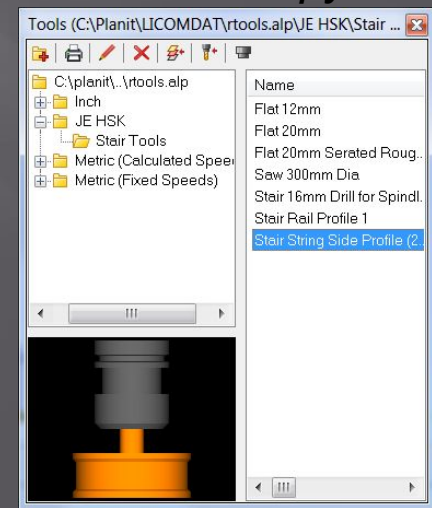 Tools (C:\Planit\LICOMDAT\rtools.alp\JE HSK\Stair ...
C:\planit\..\rtools.alp
Inch
JE HSK
Stair Tools
Metric (Calculated Spee
Metric (Fixed Speeds)
Name
Flat 12mm
Flat 20mm
Flat 20mm Serated Roug..
Saw 300mm Dia
Stair 16mm Drill for Spindl.
Stair Rail Profile 1
Stair String Side Profile (2.